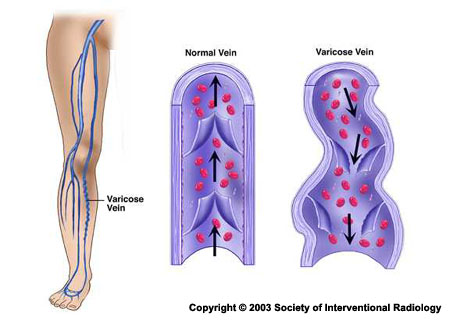 Normal Vein
Varicose Vein
Varicose
Vein
Copyright © 2003 Society of Interventional Radiology